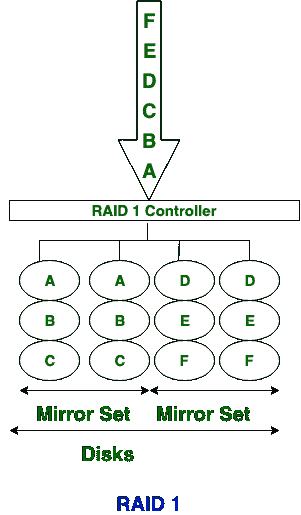 F
E
D
C
B
A
RAID 1 Controller
A A D D
B B E E
C C F F
Mirror Set Mirror Set
Disks
RAID 1